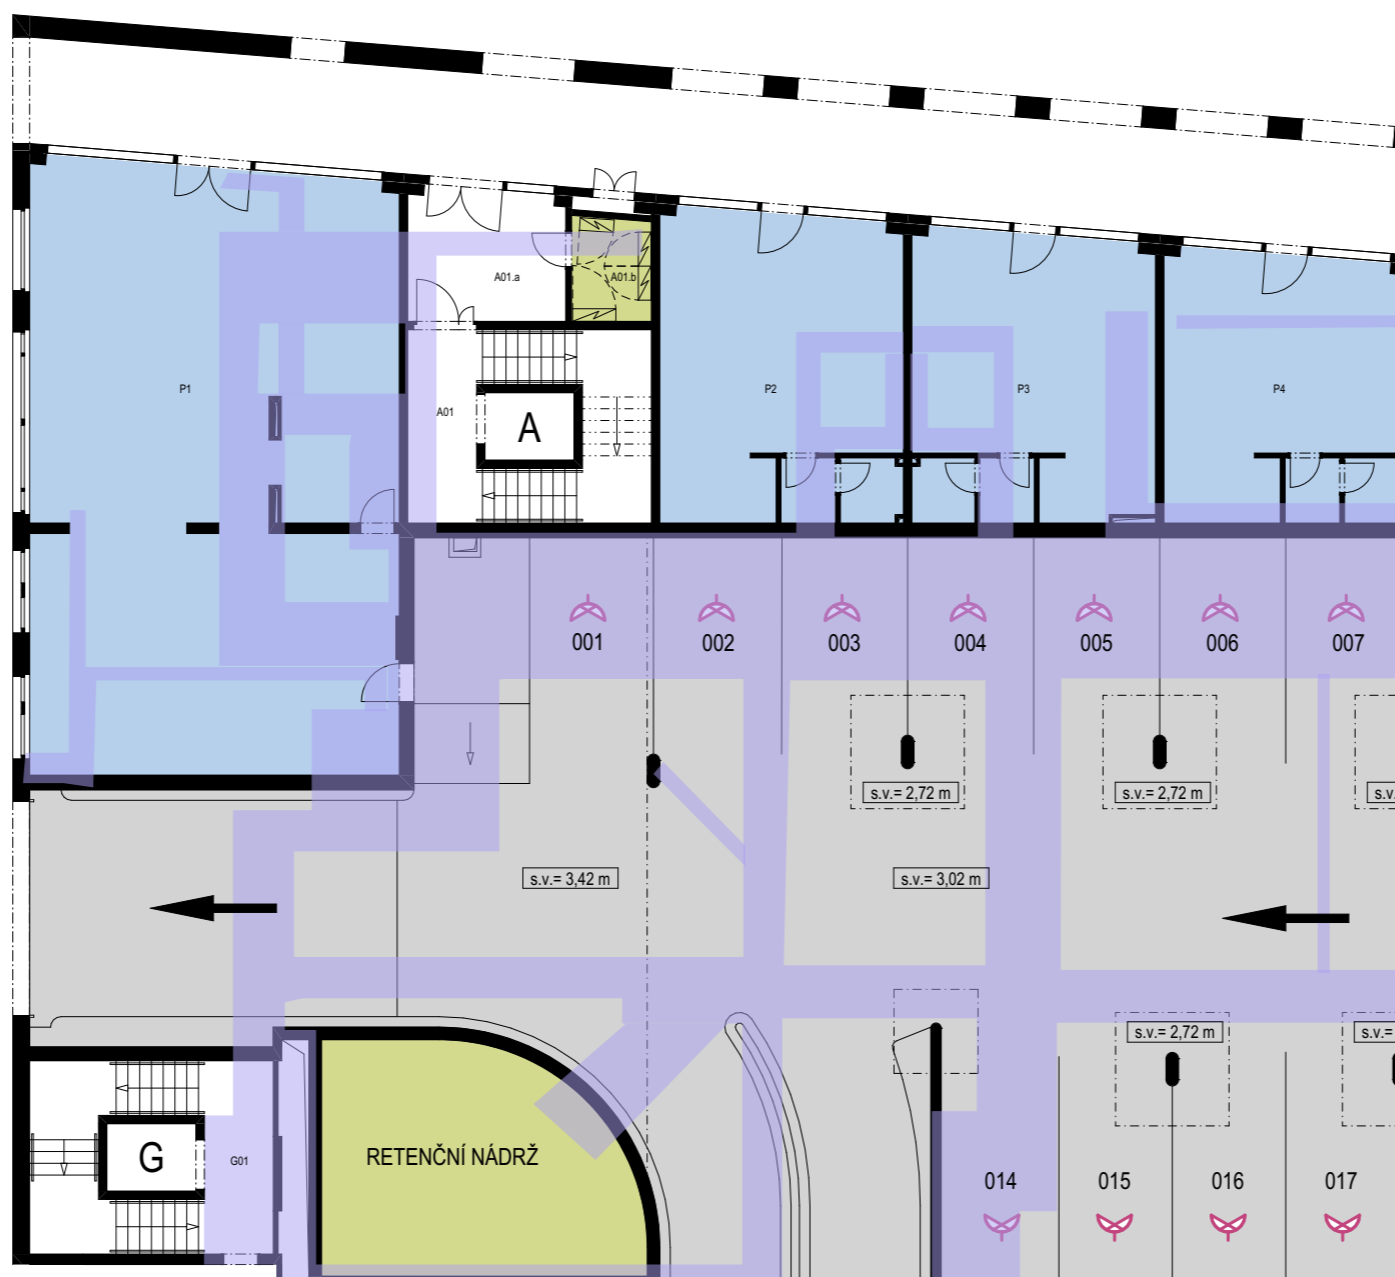 A01.a
A01.b
P1
P2
P3
P4
A01
A
001
002
003
004
005
006
007
s.v.= 2,72 m
s.v.= 2,72 m
s.v.
s.v.= 3,42 m
s.v.= 3,02 m
s.v.= 2,72 m
s.v.=
G
G01
RETENČNÍ NÁDRŽ
014
015
016
017